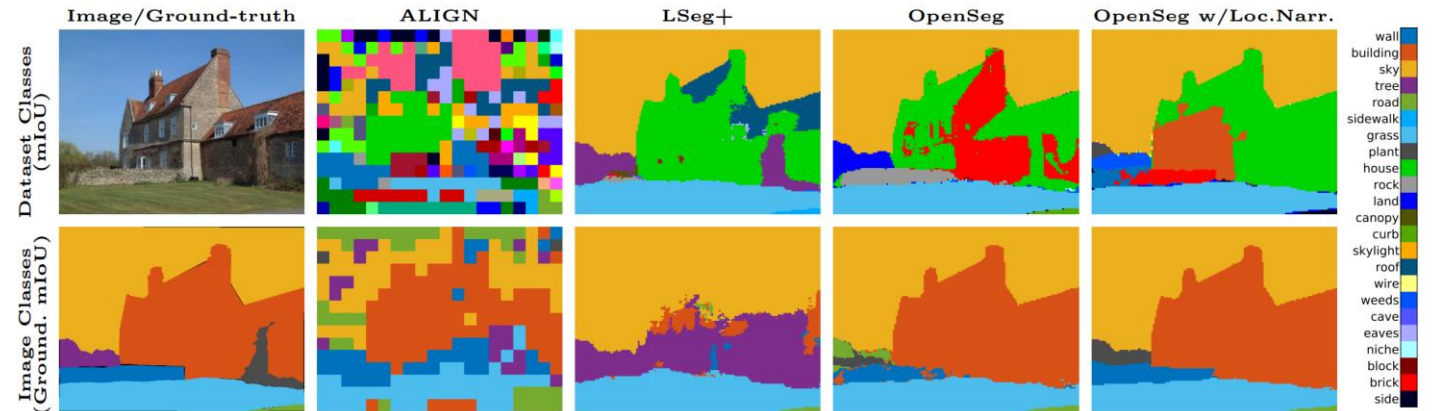 Image/Ground-truth ALIGN LSeg+ OpenSeg OpenSeg w/Loc.Narr.
Dataset Classes
(mIoU)
Image Classes
(Ground. mIoU)
wall
building
sky
tree
road
sidewalk
grass
plant
house
rock
land
canopy
curb
skylight
roof
wire
weeds
cave
eaves
niche
block
brick
side